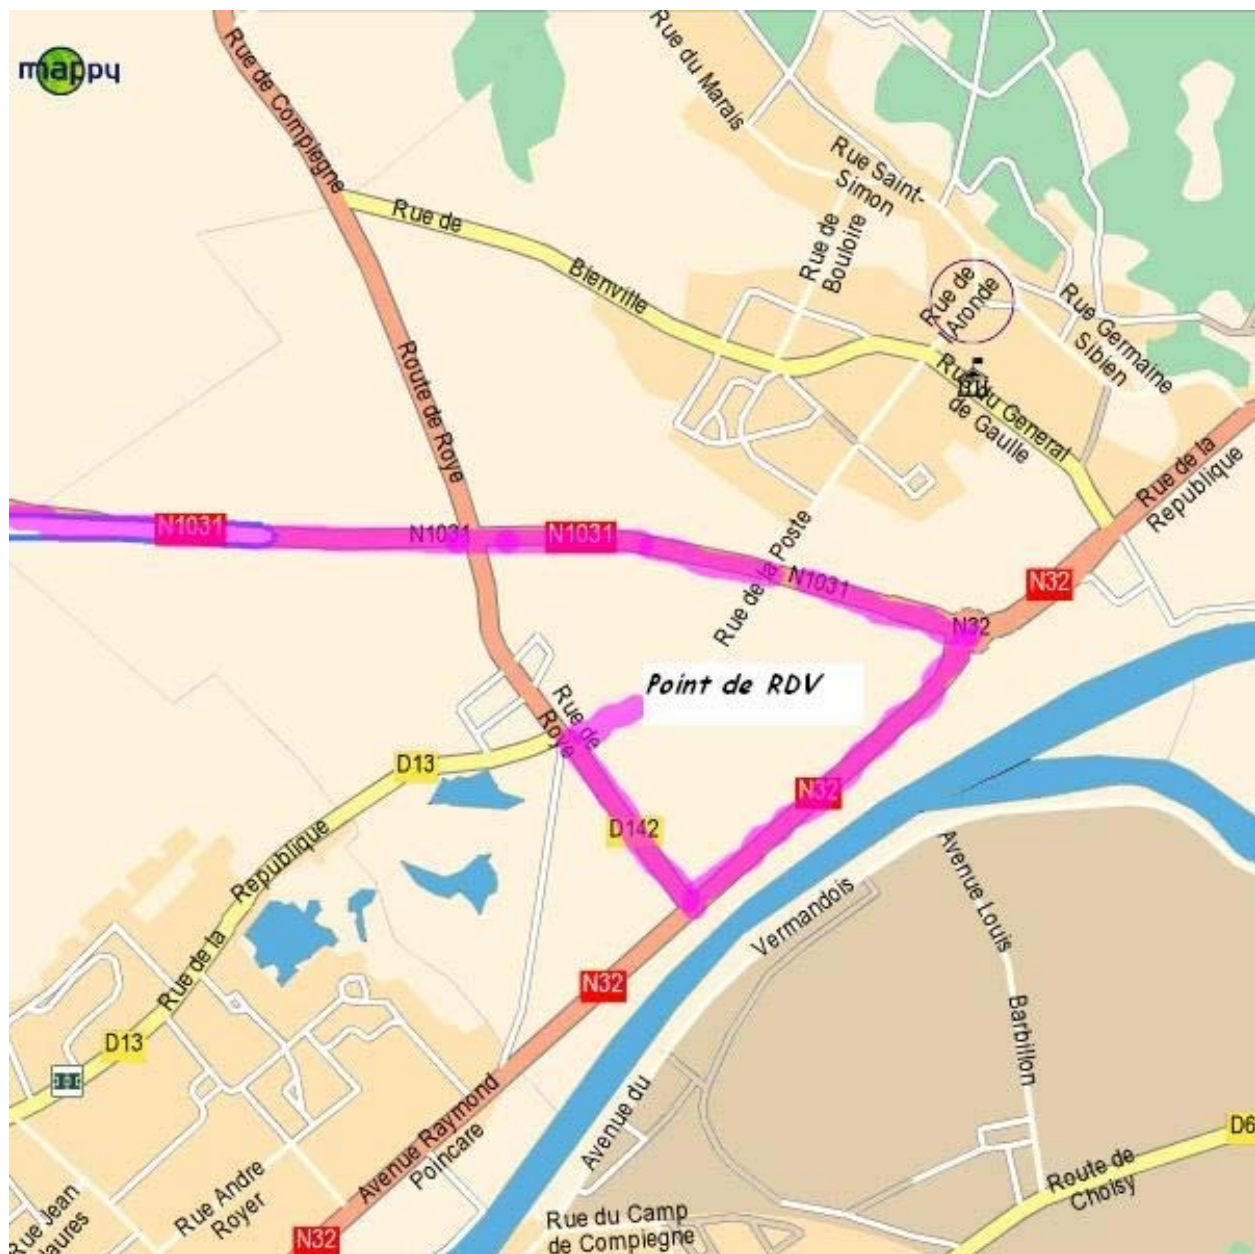 mappy
Rue de Compiegne
Rue du Marais
Rue Saint-
Simon
Rue de
Bouloire
Rue de
Bienville
Rue de
l'Aronde
Rue Germaine
Sibien
Route de Roye
Rue du General
de Gaulle
Rue de la
Republique
N1031
N1031
N1031
N1031
Rue de la Poste
N32
N32
Point de RDV
Rue de
Roye
D13
N32
D142
Rue de la
Republique
Avenue Louis
Barbillon
Vermandois
Avenue du
N32
D13
Avenue Raymond
Poincare
D6
Route de
Choisy
Rue Andre
Royer
Rue Jean
Jaures
Rue du Camp
de Compiegne
N32